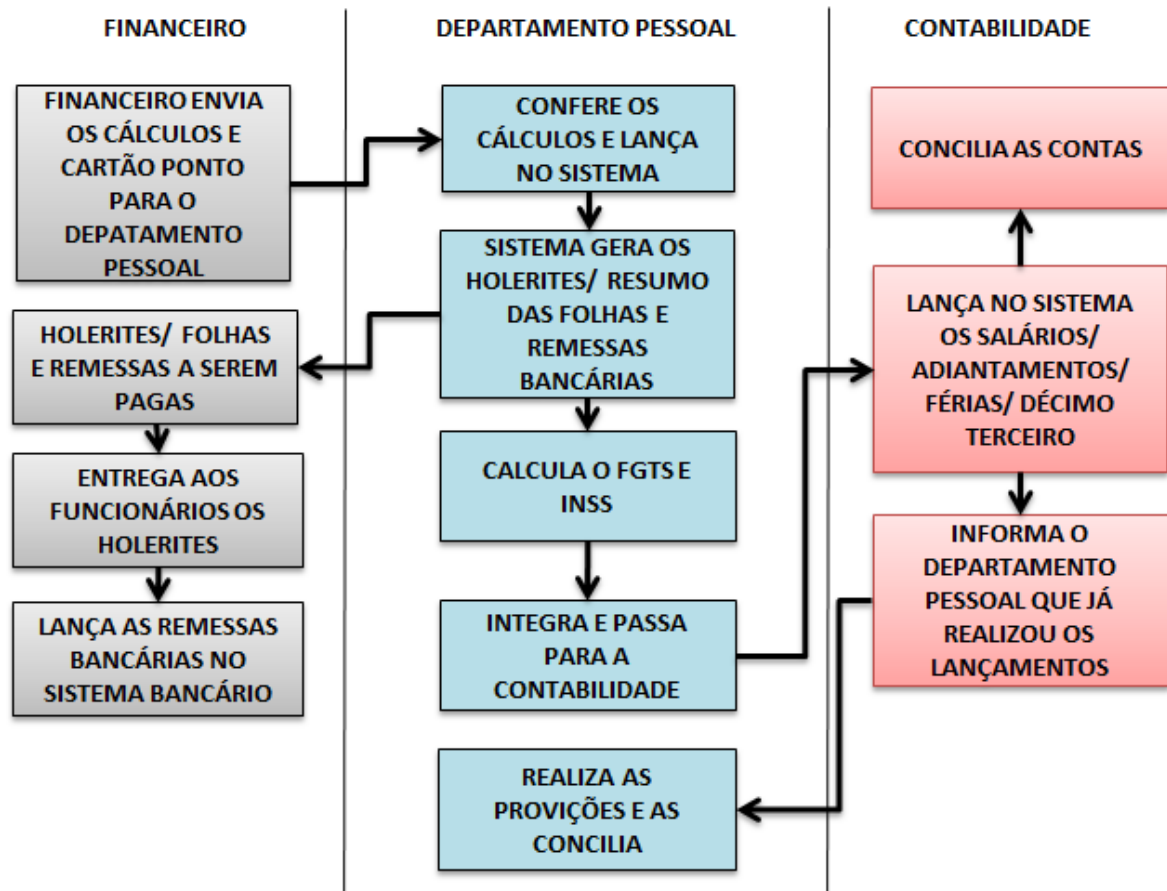 FINANCEIRO
FINANCEIRO ENVIA
OS CÁLCULOS E
CARTÃO PONTO
PARA O
DEPATAMENTO
PESSOAL
HOLERITES/ FOLHAS
E REMESSAS A SEREM
PAGAS
ENTREGA AOS
FUNCIONÁRIOS OS
HOLERITES
LANÇA AS REMESSAS
BANCÁRIAS NO
SISTEMA BANCÁRIO
DEPARTAMENTO PESSOAL
CONFERE OS
CÁLCULOS E LANÇA
NO SISTEMA
SISTEMA GERA OS
HOLERITES/ RESUMO
DAS FOLHAS E
REMESSAS
BANCÁRIAS
CALCULA O FGTS E
INSS
INTEGRA E PASSA
PARA A
CONTABILIDADE
REALIZA AS
PROVIÇÕES E AS
CONCILIA
CONTABILIDADE
CONCILIA AS CONTAS
LANÇA NO SISTEMA
OS SALÁRIOS/
ADIANTAMENTOS/
FÉRIAS/ DÉCIMO
TERCEIRO
INFORMA O
DEPARTAMENTO
PESSOAL QUE JÁ
REALIZOU OS
LANÇAMENTOS